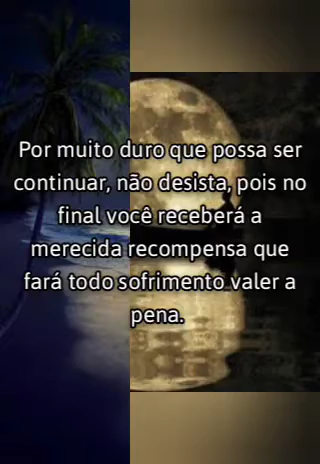 Por muito duro que possa ser
continuar, não desista, pois no
final você receberá a
merecida recompensa que
fará todo sofrimento valer a
pena.